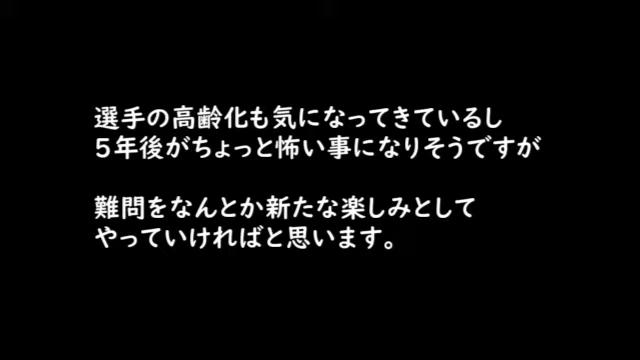 選手の高齢化も気になってきているし
５年後がちょっと怖い事になりそうですが
難問をなんとか新たな楽しみとして
やっていければと思います。